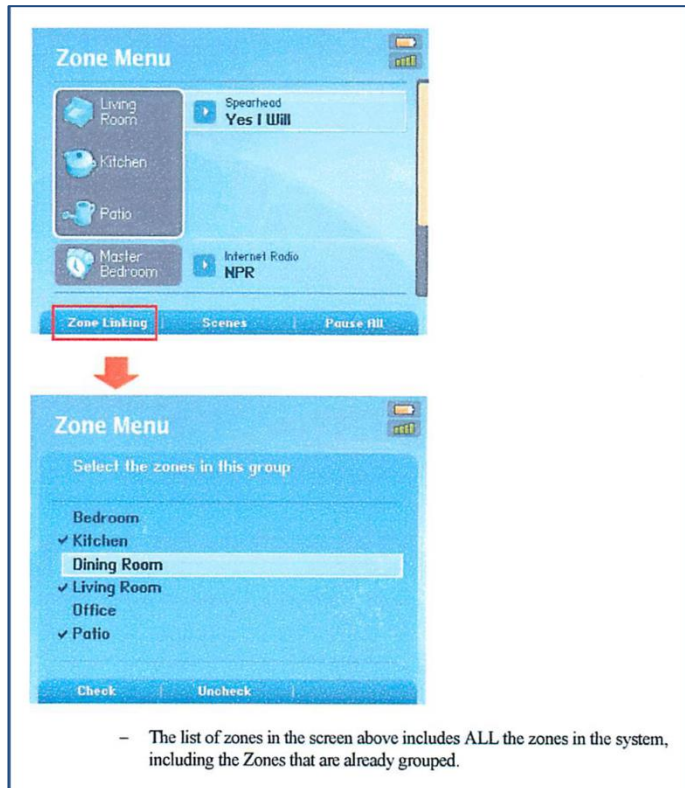 Zone Menu
Living
Room
Spearhead
Yes I Will
Kitchen
Patio
Master
Bedroom
Internet Radio
NPR
Zone Linking
Scenes
Pause All
Zone Menu
Select the zones in this group
Bedroom
✓ Kitchen
Dining Room
✓ Living Room
Office
✓ Patio
Check
Uncheck
– The list of zones in the screen above includes ALL the zones in the system,
including the Zones that are already grouped.